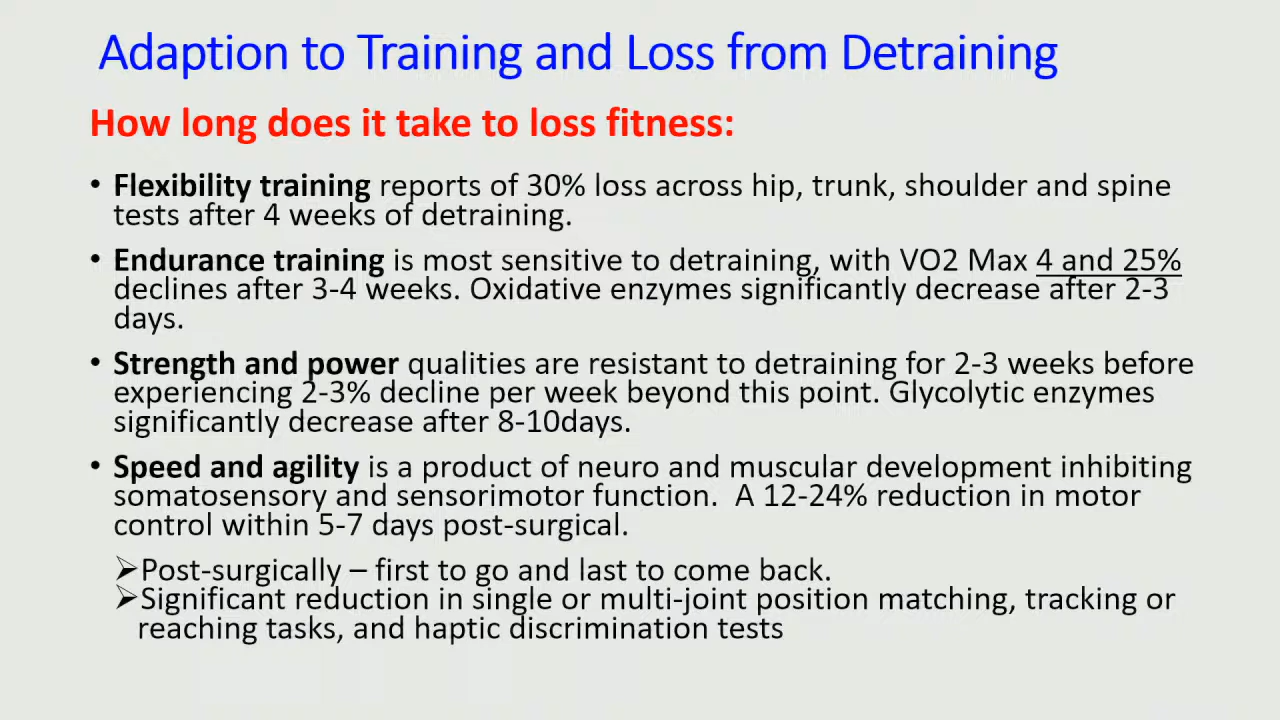 Adaption to Training and Loss from Detraining
How long does it take to loss fitness:
• Flexibility training reports of 30% loss across hip, trunk, shoulder and spine
tests after 4 weeks of detraining.
• Endurance training is most sensitive to detraining, with VO2 Max 4 and 25%
declines after 3-4 weeks. Oxidative enzymes significantly decrease after 2-3
days.
• Strength and power qualities are resistant to detraining for 2-3 weeks before
experiencing 2-3% decline per week beyond this point. Glycolytic enzymes
significantly decrease after 8-10days.
• Speed and agility is a product of neuro and muscular development inhibiting
somatosensory and sensorimotor function.  A 12-24% reduction in motor
control within 5-7 days post-surgical.
➢Post-surgically – first to go and last to come back.
➢Significant reduction in single or multi-joint position matching, tracking or
reaching tasks, and haptic discrimination tests